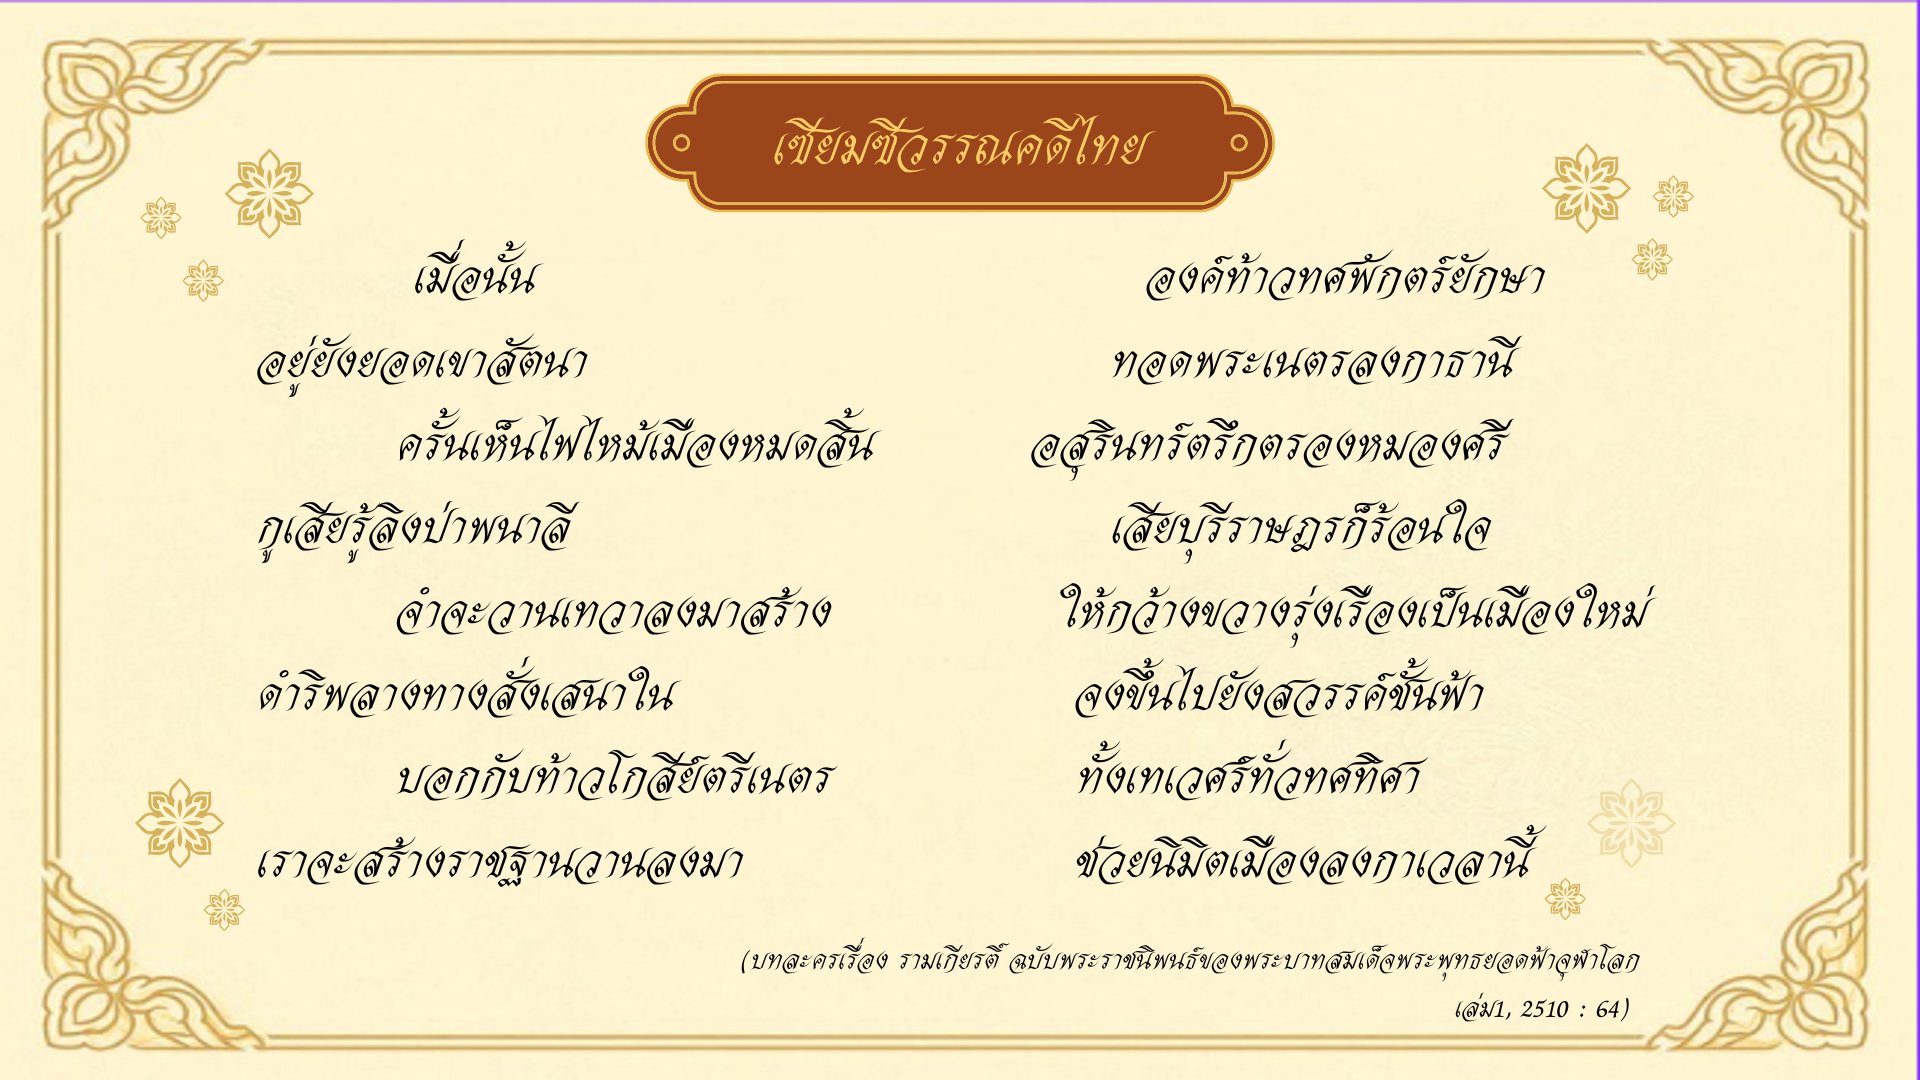 เซียมซีวรรณคดีไทย
เมื่อนั้น องค์ท้าวทศพักตร์ยักษา
อยู่ยังยอดเขาสัตนา ทอดพระเนตรลงกาธานี
ครั้นเห็นไฟไหม้เมืองหมดสิ้น อสุรินทร์ตรึกตรองหมองศรี
กูเสียรู้ลิงป่าพนาลี เสียบุรีราษฎรก็ร้อนใจ
จำจะวานเทวาลงมาสร้าง ให้กว้างขวางรุ่งเรืองเป็นเมืองใหม่
ดำริพลางทางสั่งเสนาใน จงขึ้นไปยังสวรรค์ชั้นฟ้า
บอกกับท้าวโกสีย์ตรีเนตร ทั้งเทเวศร์ทั่วทศทิศา
เราจะสร้างราชฐานวานลงมา ช่วยนิมิตเมืองลงกาเวลานี้
(บทละครเรื่อง รามเกียรติ์ ฉบับพระราชนิพนธ์ของพระบาทสมเด็จพระพุทธยอดฟ้าจุฬาโลก
เล่ม1, 2510 : 64)